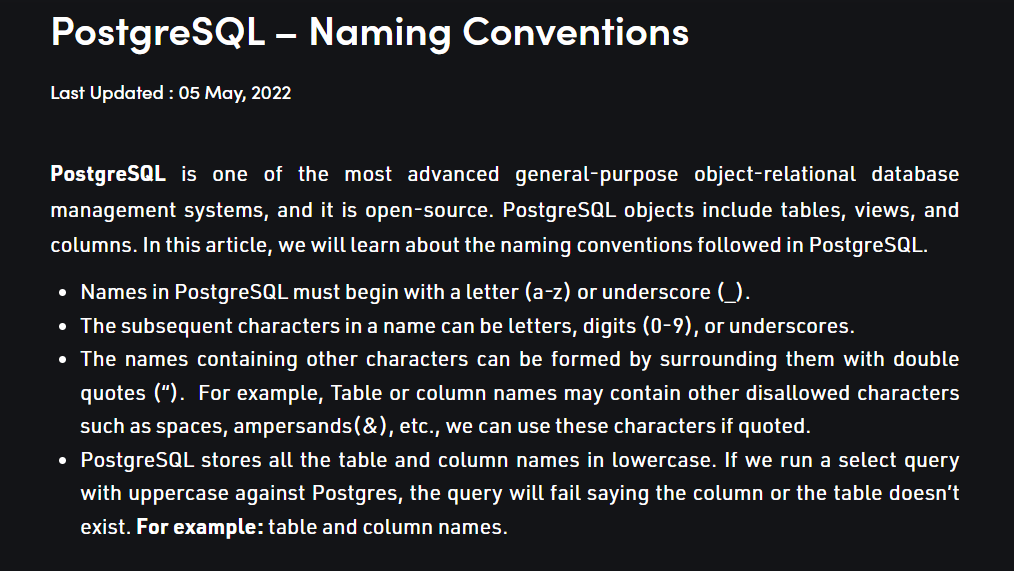 PostgreSQL – Naming Conventions
Last Updated : 05 May, 2022
PostgreSQL is one of the most advanced general-purpose object-relational database
management systems, and it is open-source. PostgreSQL objects include tables, views, and
columns. In this article, we will learn about the naming conventions followed in PostgreSQL.
• Names in PostgreSQL must begin with a letter (a-z) or underscore (_).
• The subsequent characters in a name can be letters, digits (0-9), or underscores.
• The names containing other characters can be formed by surrounding them with double
quotes (“).  For example, Table or column names may contain other disallowed characters
such as spaces, ampersands(&), etc., we can use these characters if quoted.
• PostgreSQL stores all the table and column names in lowercase. If we run a select query
with uppercase against Postgres, the query will fail saying the column or the table doesn’t
exist. For example: table and column names.